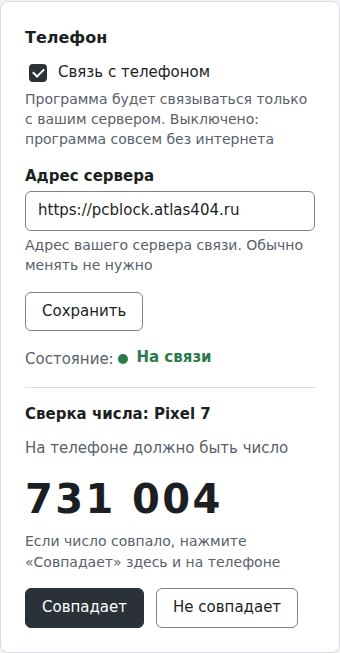 Телефон
Связь с телефоном
Программа будет связываться только
с вашим сервером. Выключено:
программа совсем без интернета
Адрес сервера
https://pcblock.atlas404.ru
Адрес вашего сервера связи. Обычно
менять не нужно
Сохранить
Состояние: На связи
Сверка числа: Pixel 7
На телефоне должно быть число
731 004
Если число совпало, нажмите
«Совпадает» здесь и на телефоне
Совпадает Не совпадает